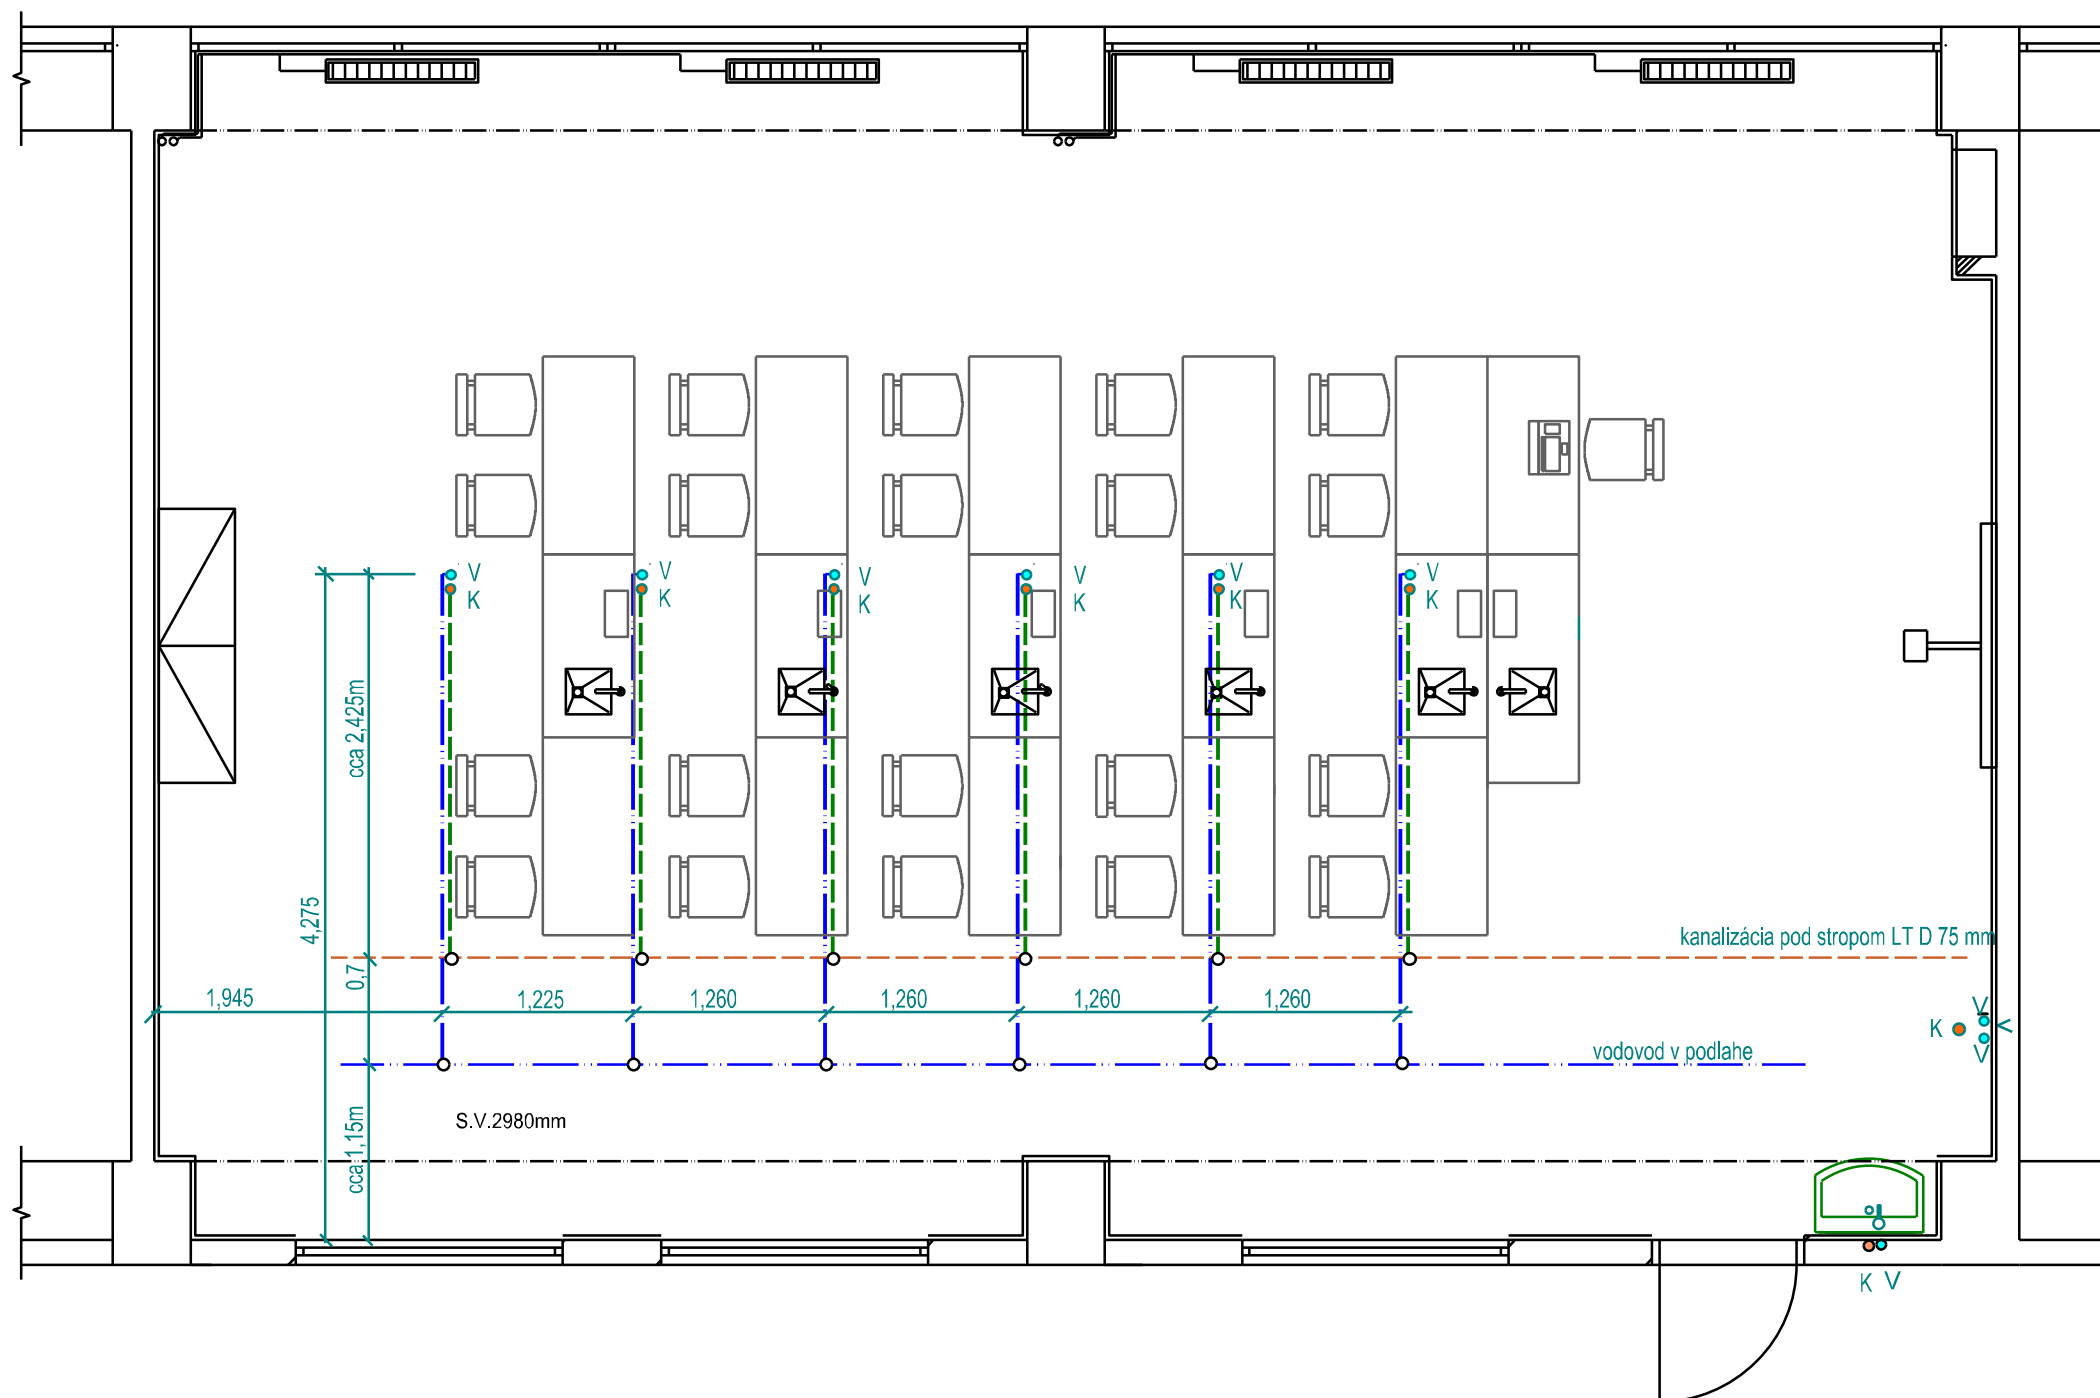 V
K
V
K
V
K
V
K
V
K
V
K
cca 2,425m
4,275
0,7
kanalizácia pod stropom LT D 75 mm
1,945
1,225
1,260
1,260
1,260
1,260
V
K
V
V
vodovod v podlahe
cca 1,15m
S.V.2980mm
K V